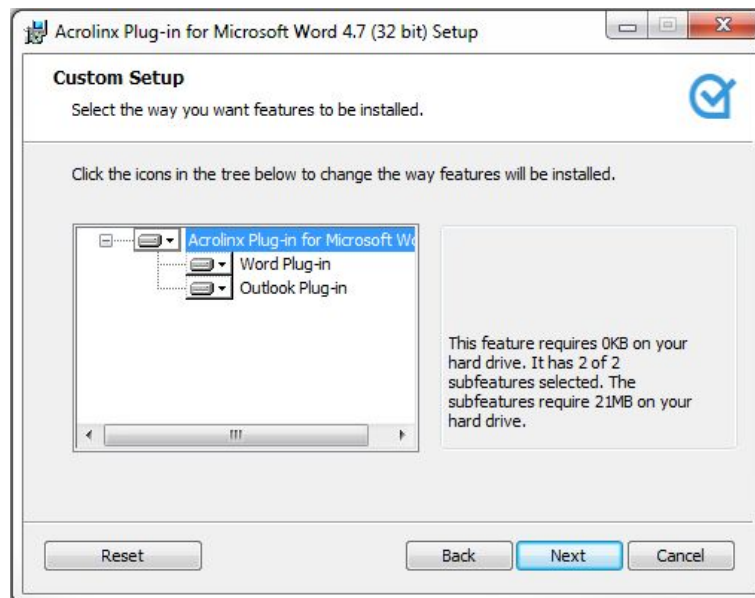 Acrolinx Plug-in for Microsoft Word 4.7 (32 bit) Setup
Custom Setup
Select the way you want features to be installed.
Click the icons in the tree below to change the way features will be installed.
Acrolinx Plug-in for Microsoft Wo
Word Plug-in
Outlook Plug-in
This feature requires 0KB on your
hard drive. It has 2 of 2
subfeatures selected. The
subfeatures require 21MB on your
hard drive.
Reset
Back
Next
Cancel